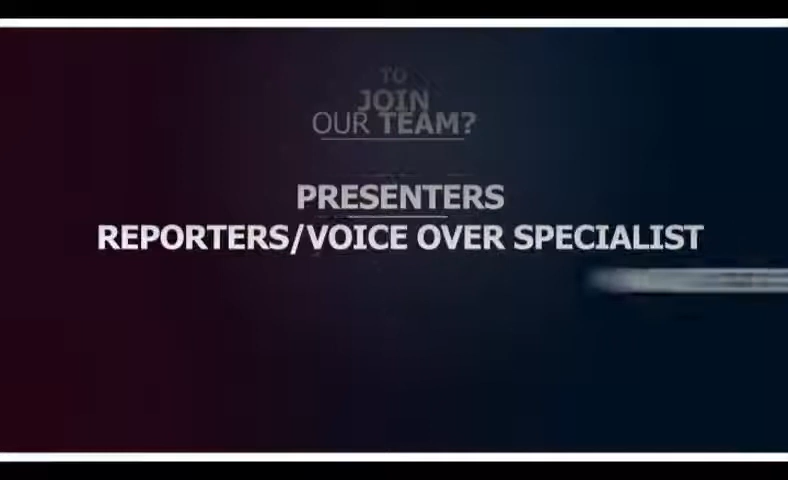 TO
JOIN
OUR TEAM?
PRESENTERS
REPORTERS/VOICE OVER SPECIALIST